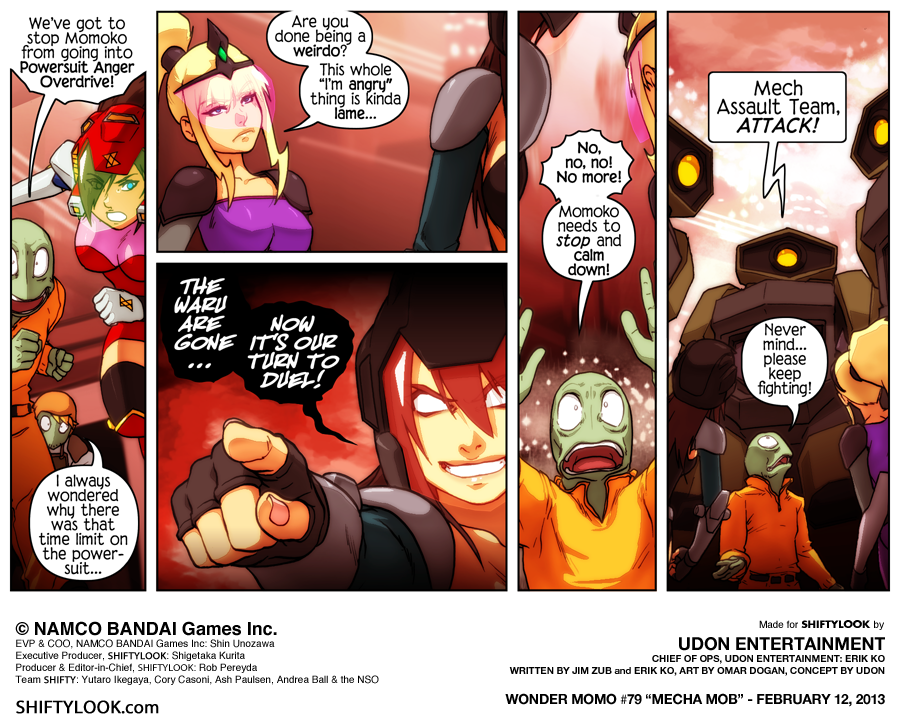 We've got to
stop Momoko
from going into
Powersuit Anger
Overdrive!
I always
wondered
why there
was that
time limit on
the power-
suit...
Are you
done being a
weirdo?
This whole
"I'm angry"
thing is kinda
lame...
THE
WARU
ARE
GONE
...
NOW
IT'S OUR
TURN TO
DUEL!
No,
no, no!
No more!
Momoko
needs to
stop and
calm
down!
Mech
Assault Team,
ATTACK!
Never
mind...
please
keep
fighting!
© NAMCO BANDAI Games Inc.
EVP & COO, NAMCO BANDAI Games Inc: Shin Unozawa
Executive Producer, SHIFTYLOOK: Shigetaka Kurita
Producer & Editor-in-Chief, SHIFTYLOOK: Rob Pereyda
Team SHIFTY: Yutaro Ikegaya, Cory Casoni, Ash Paulsen, Andrea Ball & the NSO
SHIFTYLOOK.com
Made for SHIFTYLOOK by
UDON ENTERTAINMENT
CHIEF OF OPS, UDON ENTERTAINMENT: ERIK KO
WRITTEN BY JIM ZUB and ERIK KO, ART BY OMAR DOGAN, CONCEPT BY UDON
WONDER MOMO #79 "MECHA MOB" - FEBRUARY 12, 2013